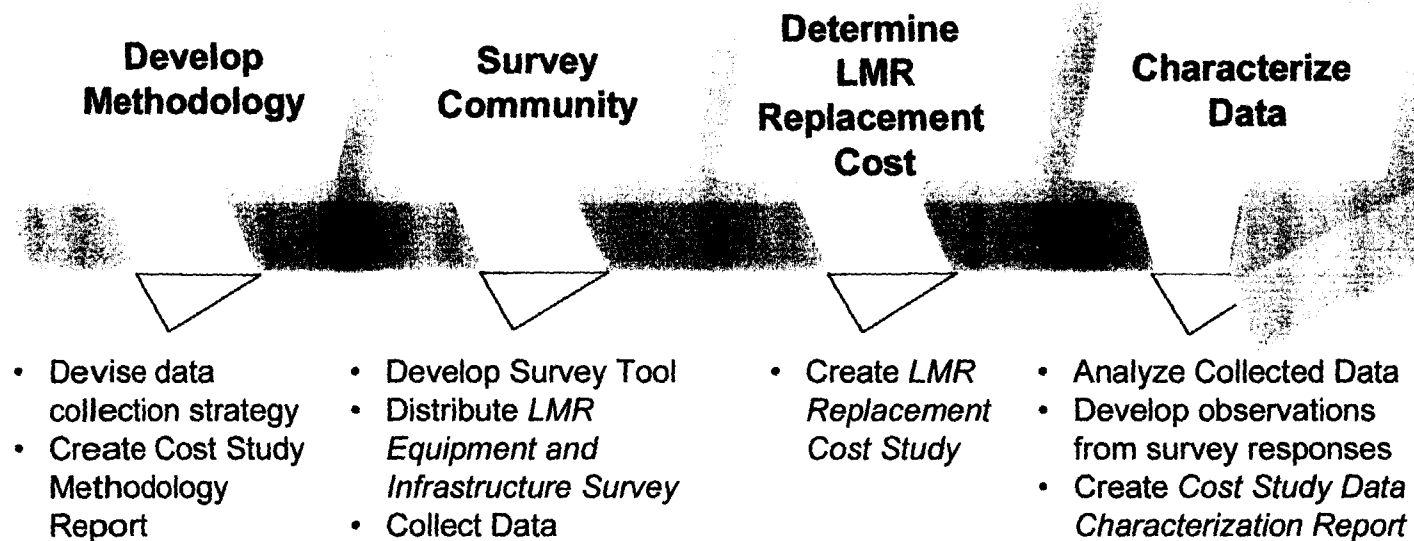 Develop
Methodology
Survey
Community
Determine
LMR
Replacement
Cost
Characterize
Data
• Devise data
collection strategy
• Create Cost Study
Methodology
Report
• Develop Survey Tool
• Distribute LMR
Equipment and
Infrastructure Survey
• Collect Data
• Create LMR
Replacement
Cost Study
• Analyze Collected Data
• Develop observations
from survey responses
• Create Cost Study Data
Characterization Report